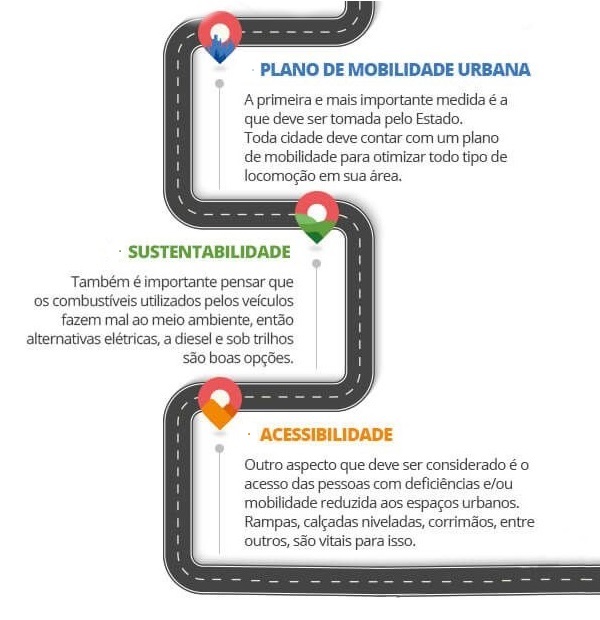 · PLANO DE MOBILIDADE URBANA
A primeira e mais importante medida é a
que deve ser tomada pelo Estado.
Toda cidade deve contar com um plano
de mobilidade para otimizar todo tipo de
locomoção em sua área.
· SUSTENTABILIDADE
Também é importante pensar que
os combustíveis utilizados pelos veículos
fazem mal ao meio ambiente, então
alternativas elétricas, a diesel e sob trilhos
são boas opções.
· ACESSIBILIDADE
Outro aspecto que deve ser considerado é o
acesso das pessoas com deficiências e/ou
mobilidade reduzida aos espaços urbanos.
Rampas, calçadas niveladas, corrimãos, entre
outros, são vitais para isso.